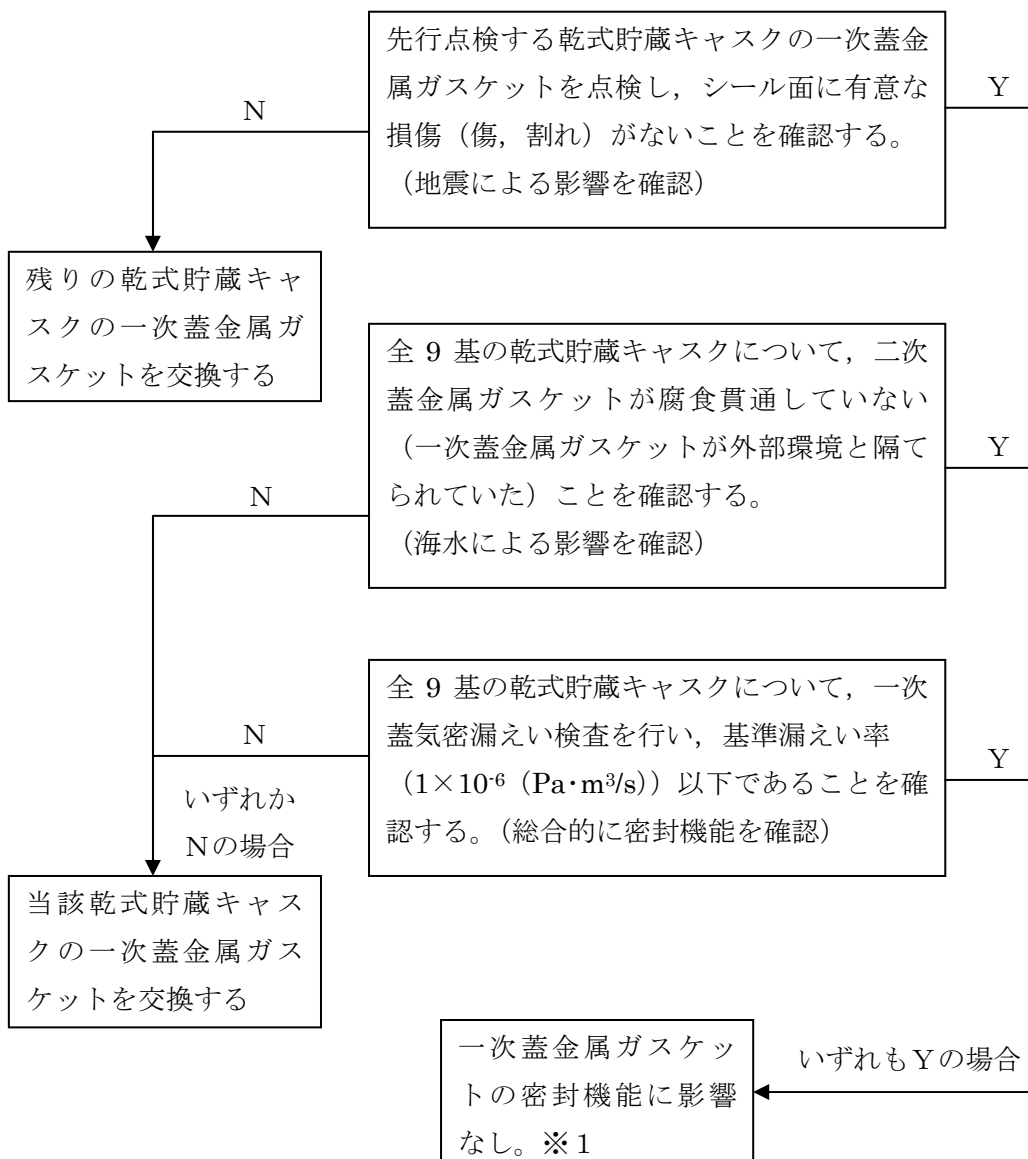 先行点検する乾式貯蔵キャスクの一次蓋金
属ガスケットを点検し，シール面に有意な
損傷（傷，割れ）がないことを確認する。
（地震による影響を確認）
N
Y
残りの乾式貯蔵キャ
スクの一次蓋金属ガ
スケットを交換する
全 9 基の乾式貯蔵キャスクについて，二次
蓋金属ガスケットが腐食貫通していない
（一次蓋金属ガスケットが外部環境と隔て
られていた）ことを確認する。
（海水による影響を確認）
N
Y
全 9 基の乾式貯蔵キャスクについて，一次
蓋気密漏えい検査を行い，基準漏えい率
（1×10⁻⁶（Pa･m³/s））以下であることを確
認する。（総合的に密封機能を確認）
N
Y
いずれか
Nの場合
当該乾式貯蔵キャス
クの一次蓋金属ガス
ケットを交換する
いずれもＹの場合
一次蓋金属ガスケッ
トの密封機能に影響
なし。※１